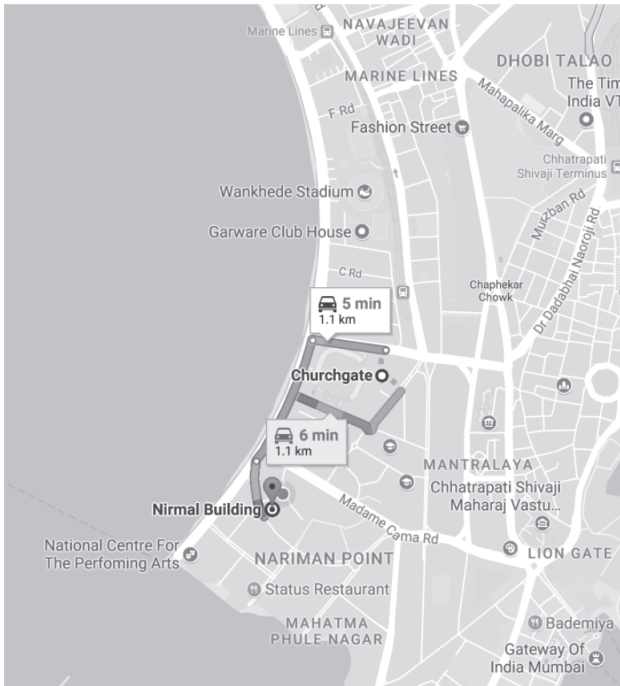 NAVAJEEVAN
WADI
Marine Lines
DHOBI TALAO
MARINE LINES
The Tim
India VT
Mahapalika Marg
F Rd
Fashion Street
Chhatrapati
Shivaji Terminus
Wankhede Stadium
Murzban Rd
Garware Club House
Dr Dadabhai Naoroji Rd
C Rd
Chaphekar
Chowk
5 min
1.1 km
Churchgate
6 min
1.1 km
MANTRALAYA
Chhatrapati Shivaji
Maharaj Vastu...
Nirmal Building
Madame Cama Rd
National Centre For
The Perfoming Arts
NARIMAN POINT
LION GATE
Status Restaurant
MAHATMA
PHULE NAGAR
Bademiya
Gateway Of
India Mumbai